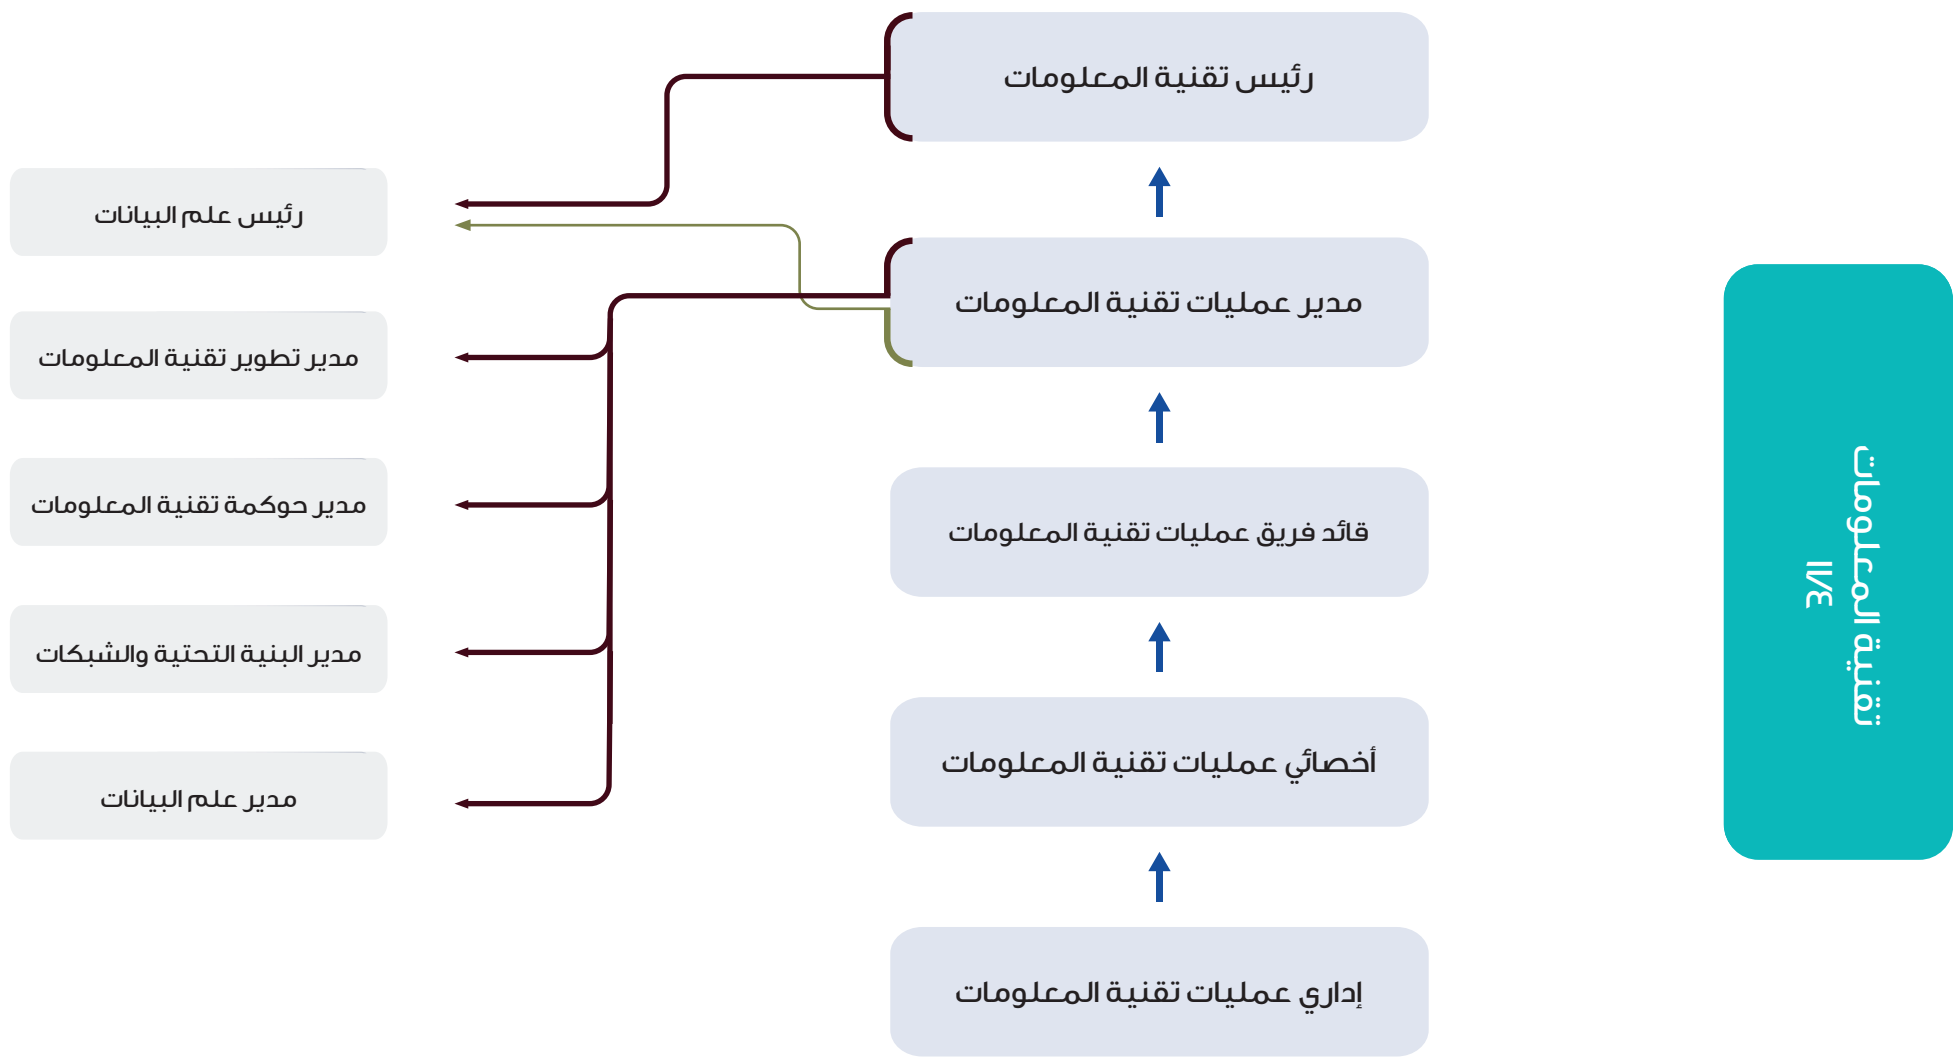 تقنية المعلومات
٣/١١
رئيس تقنية المعلومات
مدير عمليات تقنية المعلومات
قائد فريق عمليات تقنية المعلومات
أخصائي عمليات تقنية المعلومات
إداري عمليات تقنية المعلومات
رئيس علم البيانات
مدير تطوير تقنية المعلومات
مدير حوكمة تقنية المعلومات
مدير البنية التحتية والشبكات
مدير علم البيانات